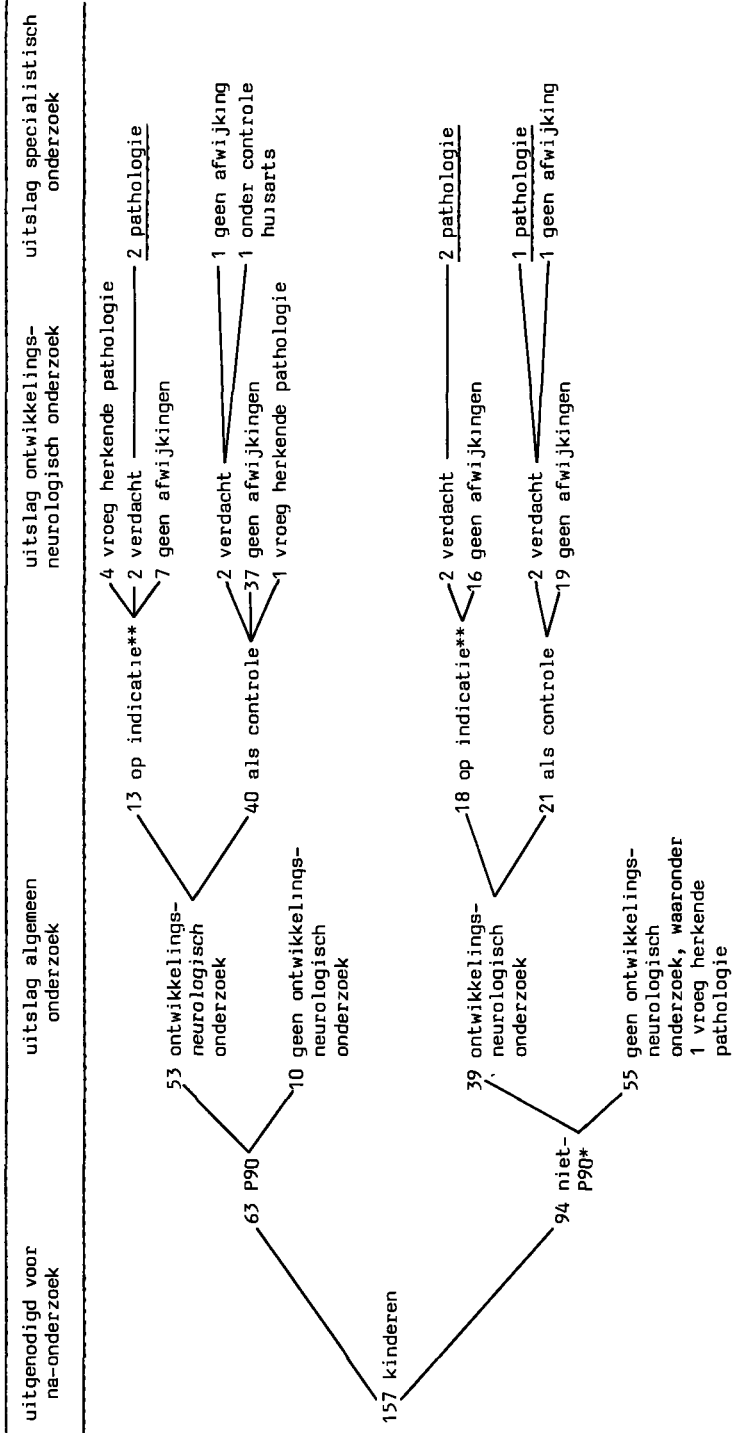 uitgenodigd voor
na-onderzoek
uitslag algemeen
onderzoek
uitslag ontwikkelings-
neurologisch onderzoek
uitslag specialistisch
onderzoek
157 kinderen
63 P90
53 ontwikkelings-
neurologisch
onderzoek
13 op indicatie**
4 vroeg herkende pathologie
2 verdacht
2 pathologie
7 geen afwijkingen
40 als controle
2 verdacht
1 geen afwijking
1 onder controle
huisarts
37 geen afwijkingen
1 vroeg herkende pathologie
10 geen ontwikkelings-
neurologisch
onderzoek
94 niet-
P90*
39 ontwikkelings-
neurologisch
onderzoek
18 op indicatie**
2 verdacht
2 pathologie
16 geen afwijkingen
21 als controle
2 verdacht
1 pathologie
1 geen afwijking
19 geen afwijkingen
55 geen ontwikkelings-
neurologisch
onderzoek, waaronder
1 vroeg herkende
pathologie